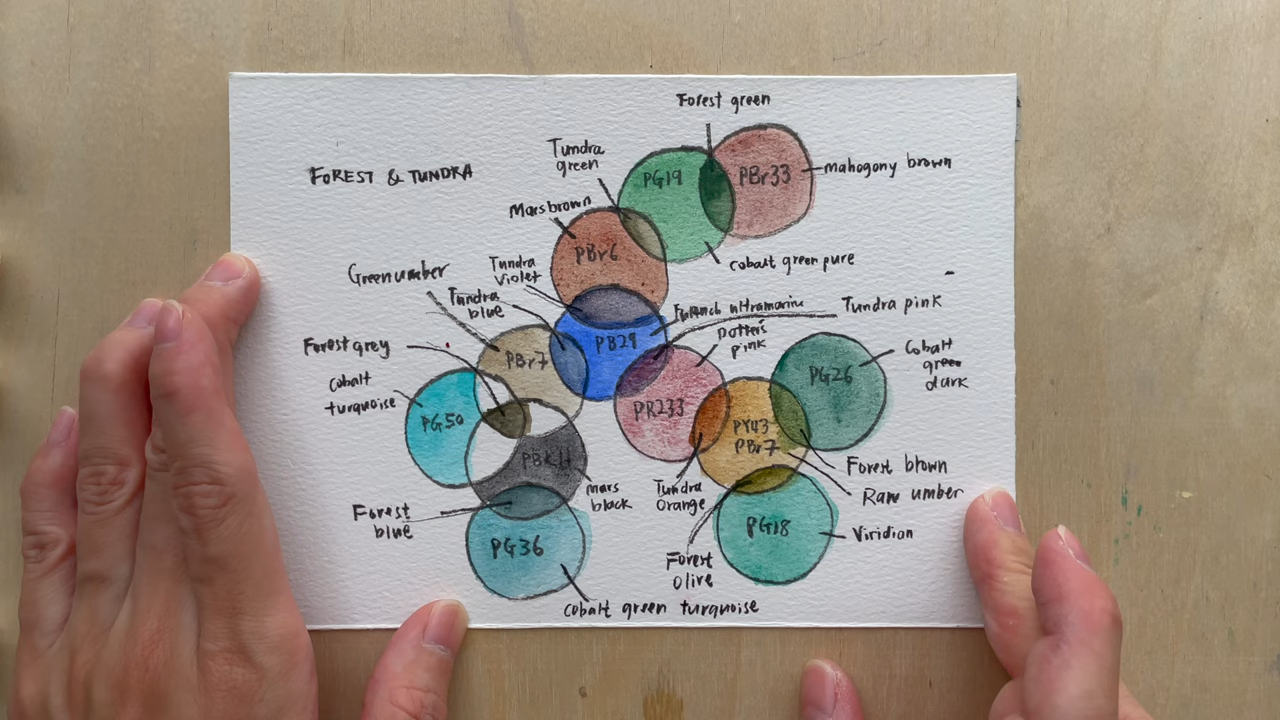 Forest green
Tundra
green
FOREST & TUNDRA
PG19
PBr33
mahogony brown
Marsbrown
PBr6
cobalt green pure
Greenumber
Tundra
violet
Tundra
blue
French ultramarine
Tundra pink
Potters
pink
PB29
Forest grey
PBr7
Cobalt
green
dark
PG26
Cobalt
turquoise
PG50
PR233
PY43
PBr7
PBK11
mars
black
Tundra
Orange
Forest brown
Raw umber
Forest
blue
PG36
PG18
Viridian
Forest
olive
cobalt green turquoise